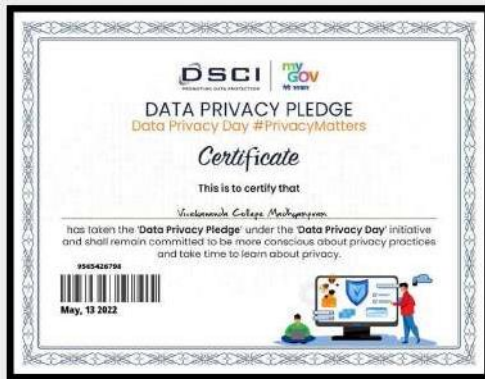 DSCI
PROMOTING DATA PROTECTION
my
GOV
मेरी सरकार
DATA PRIVACY PLEDGE
Data Privacy Day #PrivacyMatters
Certificate
This is to certify that
Vivekananda College Madhyamgram
has taken the 'Data Privacy Pledge' under the 'Data Privacy Day' initiative
and shall remain committed to be more conscious about privacy practices
and take time to learn about privacy.
9565426798
May, 13 2022